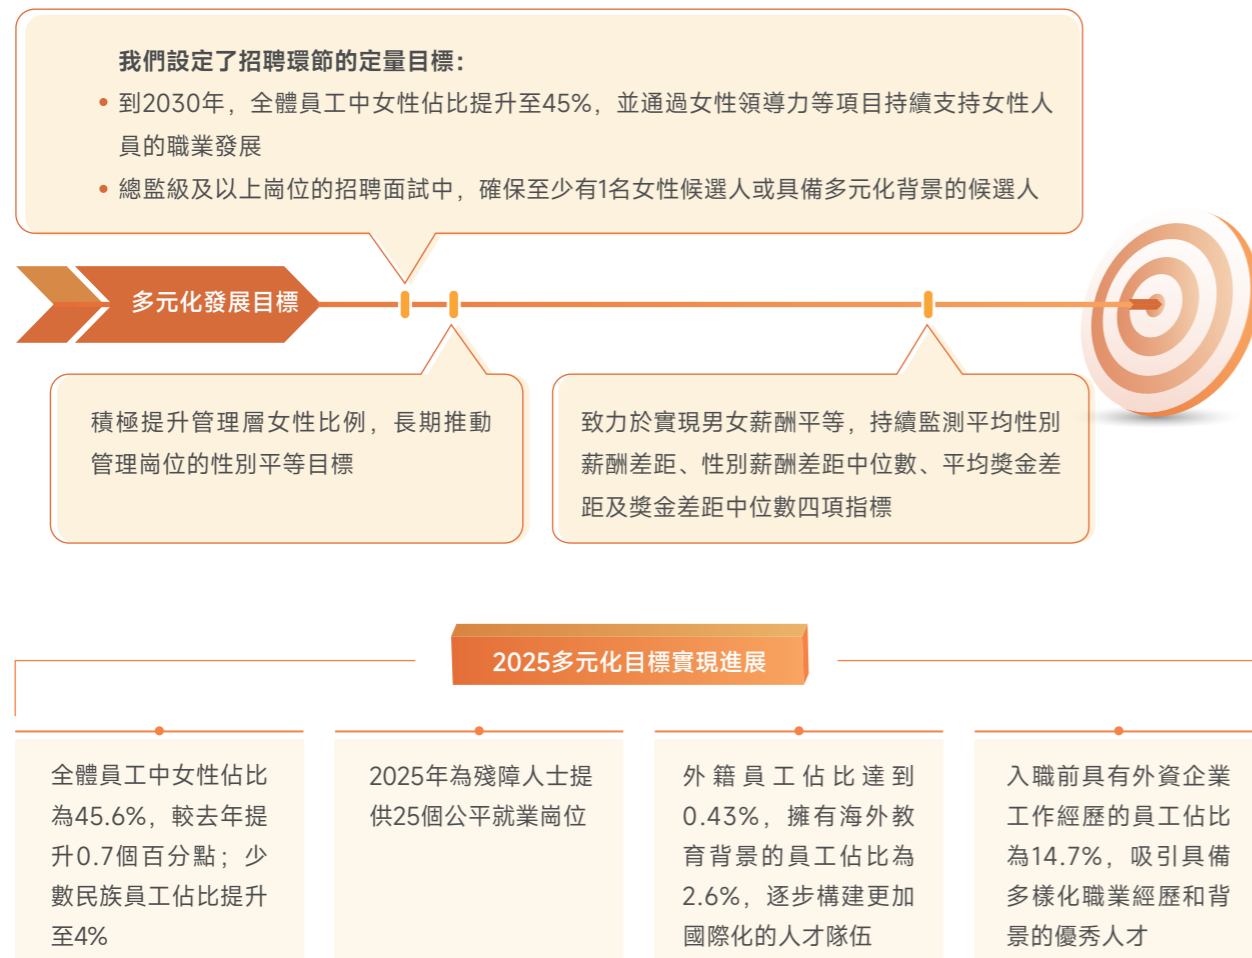 我們設定了招聘環節的定量目標：
• 到2030年，全體員工中女性佔比提升至45%，並通過女性領導力等項目持續支持女性人
員的職業發展
• 總監級及以上崗位的招聘面試中，確保至少有1名女性候選人或具備多元化背景的候選人
多元化發展目標
積極提升管理層女性比例，長期推動
管理崗位的性別平等目標
致力於實現男女薪酬平等，持續監測平均性別
薪酬差距、性別薪酬差距中位數、平均獎金差
距及獎金差距中位數四項指標
2025多元化目標實現進展
全體員工中女性佔比
為45.6%，較去年提
升0.7個百分點；少
數民族員工佔比提升
至4%
2025年為殘障人士提
供25個公平就業崗位
外籍員工佔比達到
0.43%，擁有海外教
育背景的員工佔比為
2.6%，逐步構建更加
國際化的人才隊伍
入職前具有外資企業
工作經歷的員工佔比
為14.7%，吸引具備
多樣化職業經歷和背
景的優秀人才